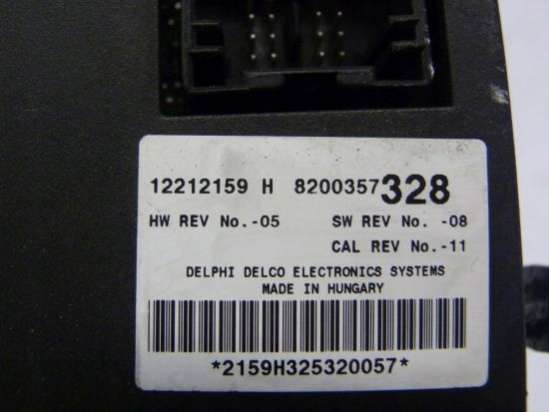 12212159 H 8200357328
HW REV No.-05 SW REV No. -08
CAL REV No.-11
DELPHI DELCO ELECTRONICS SYSTEMS
MADE IN HUNGARY
*2159H325320057*